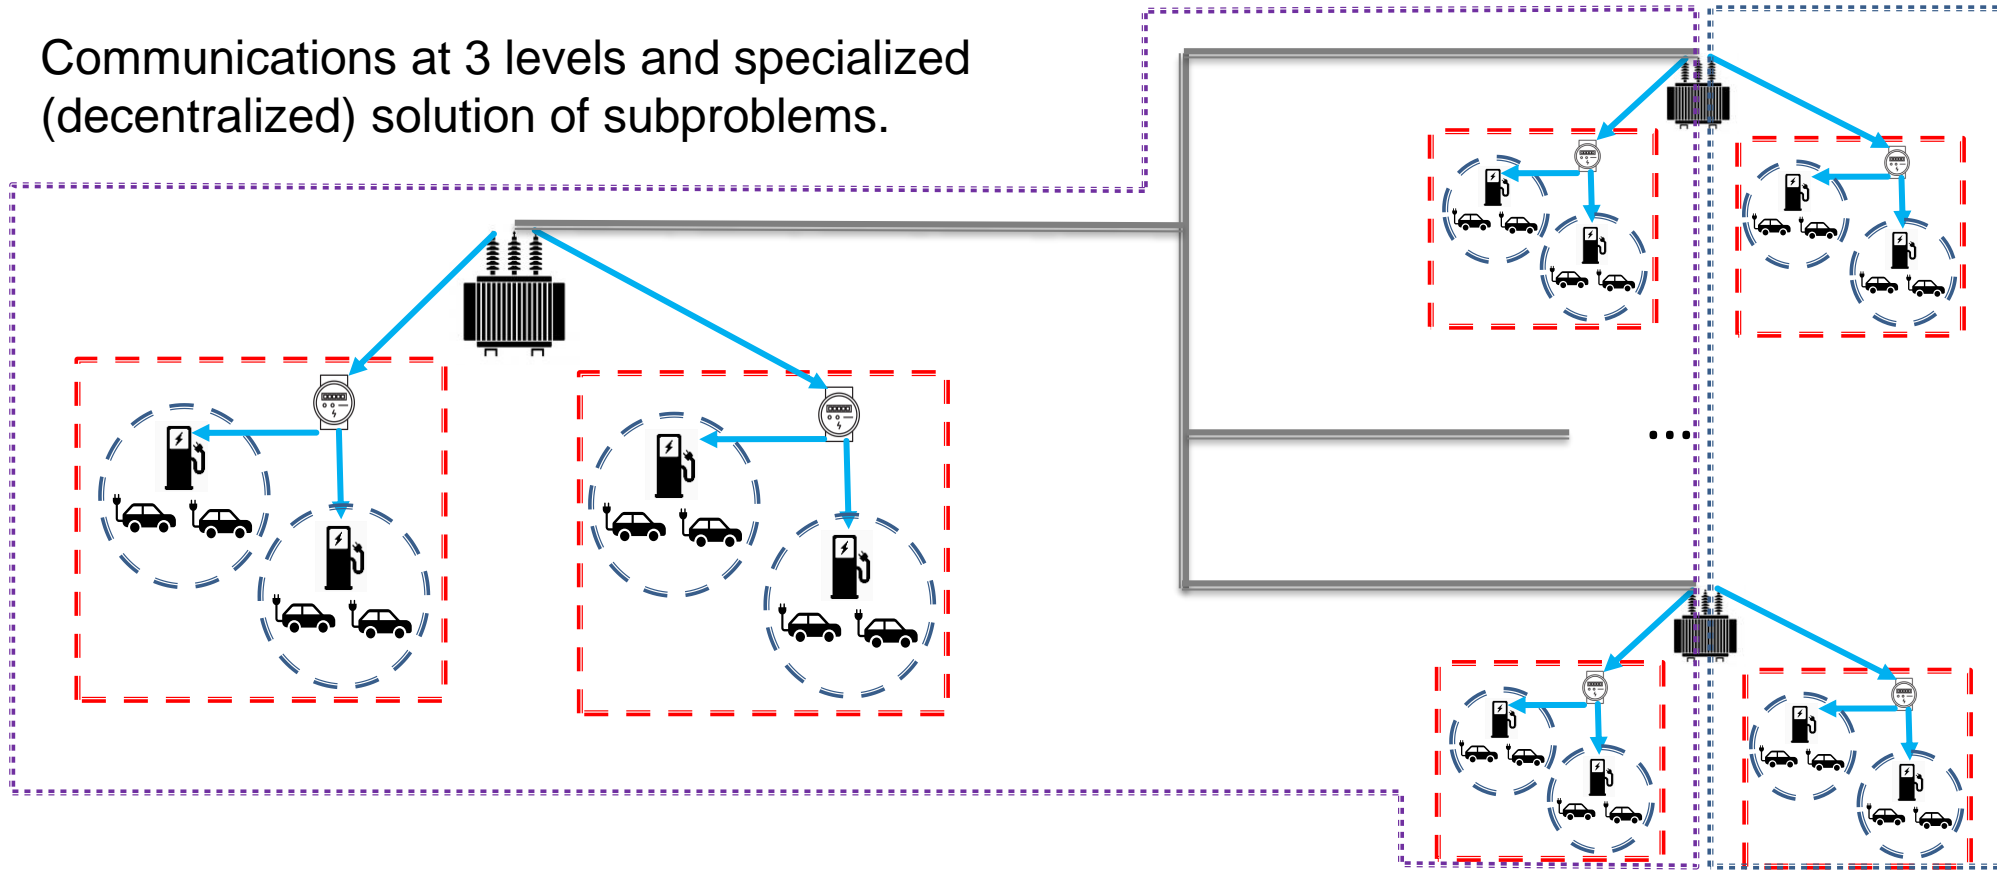 Communications at 3 levels and specialized
(decentralized) solution of subproblems.
...